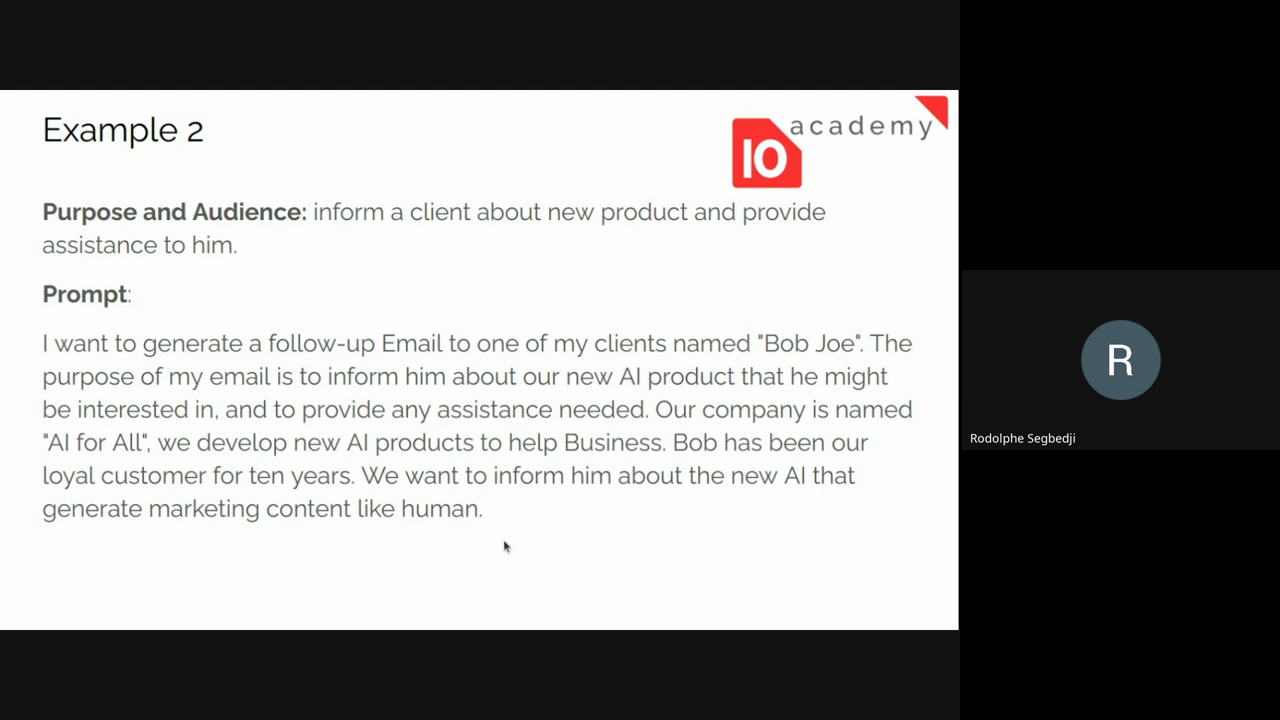 Example 2
academy
10
Purpose and Audience: inform a client about new product and provide
assistance to him.
Prompt:
I want to generate a follow-up Email to one of my clients named "Bob Joe". The
purpose of my email is to inform him about our new AI product that he might
be interested in, and to provide any assistance needed. Our company is named
"AI for All", we develop new AI products to help Business. Bob has been our
loyal customer for ten years. We want to inform him about the new AI that
generate marketing content like human.
R
Rodolphe Segbedji